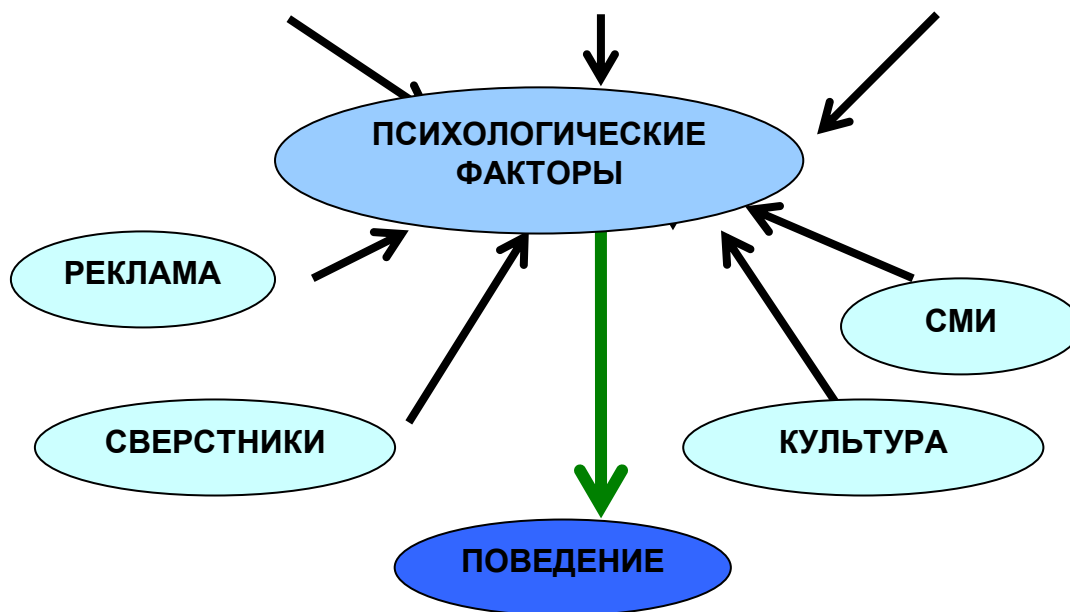 ПСИХОЛОГИЧЕСКИЕ
ФАКТОРЫ
РЕКЛАМА
СМИ
СВЕРСТНИКИ
КУЛЬТУРА
ПОВЕДЕНИЕ